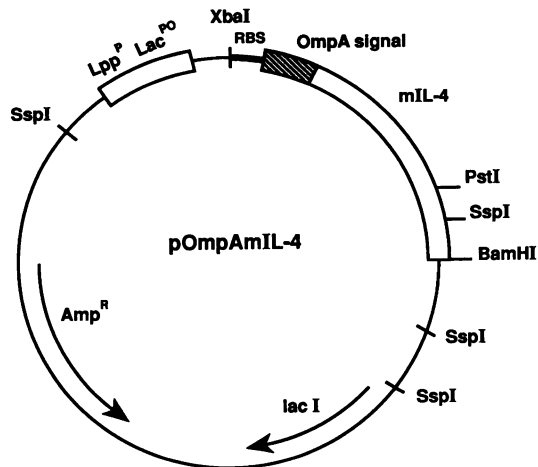 XbaI
RBS
OmpA signal
Lpp^P Lac^PO
mIL-4
SspI
PstI
SspI
BamHI
pOmpAmIL-4
Amp^R
SspI
SspI
lac I